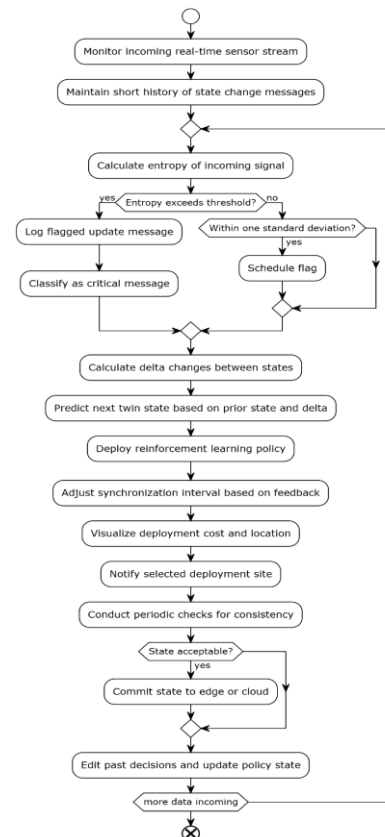 Monitor incoming real-time sensor stream
Maintain short history of state change messages
Calculate entropy of incoming signal
yes
Entropy exceeds threshold?
no
Log flagged update message
Within one standard deviation?
yes
Classify as critical message
Schedule flag
Calculate delta changes between states
Predict next twin state based on prior state and delta
Deploy reinforcement learning policy
Adjust synchronization interval based on feedback
Visualize deployment cost and location
Notify selected deployment site
Conduct periodic checks for consistency
State acceptable?
yes
Commit state to edge or cloud
Edit past decisions and update policy state
more data incoming